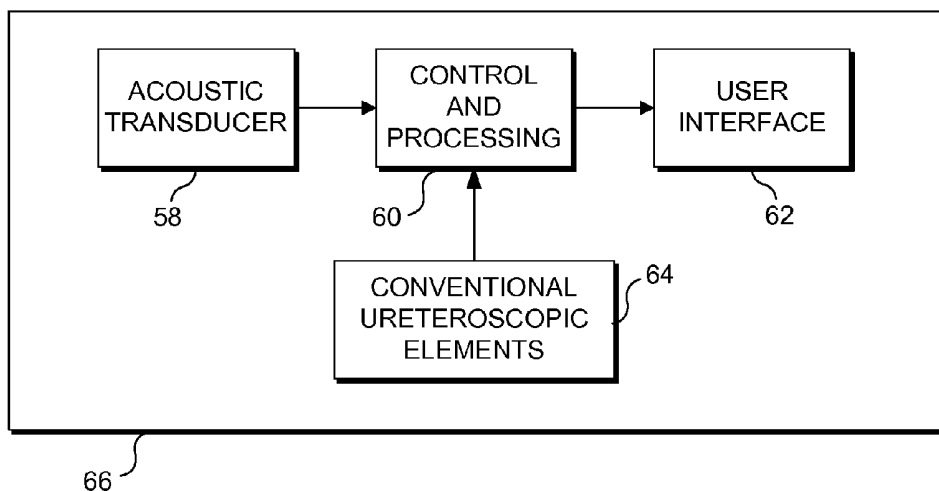 ACOUSTIC
TRANSDUCER
58
CONTROL
AND
PROCESSING
60
USER
INTERFACE
62
CONVENTIONAL
URETEROSCOPIC
ELEMENTS
64
66